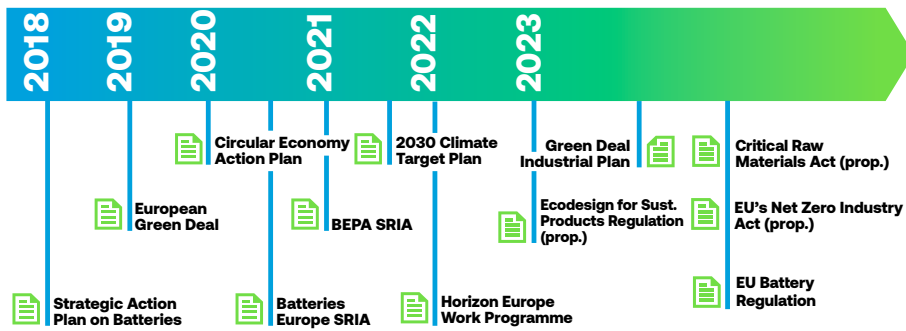 2018
2019
2020
2021
2022
2023
Circular Economy
Action Plan
2030 Climate
Target Plan
Green Deal
Industrial Plan
Critical Raw
Materials Act (prop.)
European
Green Deal
BEPA SRIA
Ecodesign for Sust.
Products Regulation
(prop.)
EU's Net Zero Industry
Act (prop.)
Strategic Action
Plan on Batteries
Batteries
Europe SRIA
Horizon Europe
Work Programme
EU Battery
Regulation